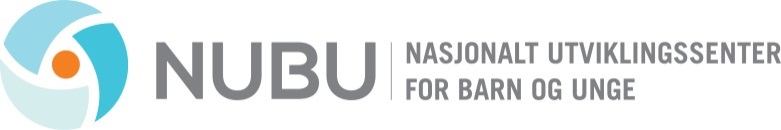 NUBU
NASJONALT UTVIKLINGSSENTER
FOR BARN OG UNGE